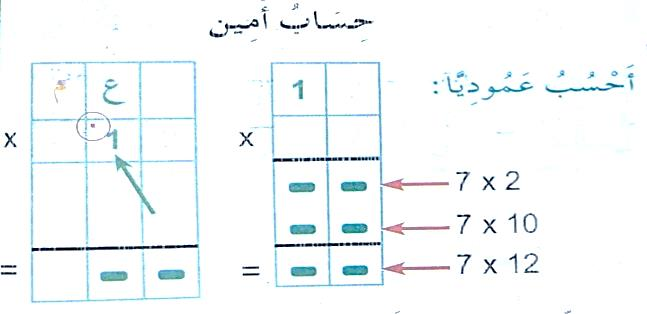 حِسَابُ أَمِين
أَحْسُبُ عَمُودِيًّا:
م ع
x 1
=
1
x
7 x 2
7 x 10
= 7 x 12